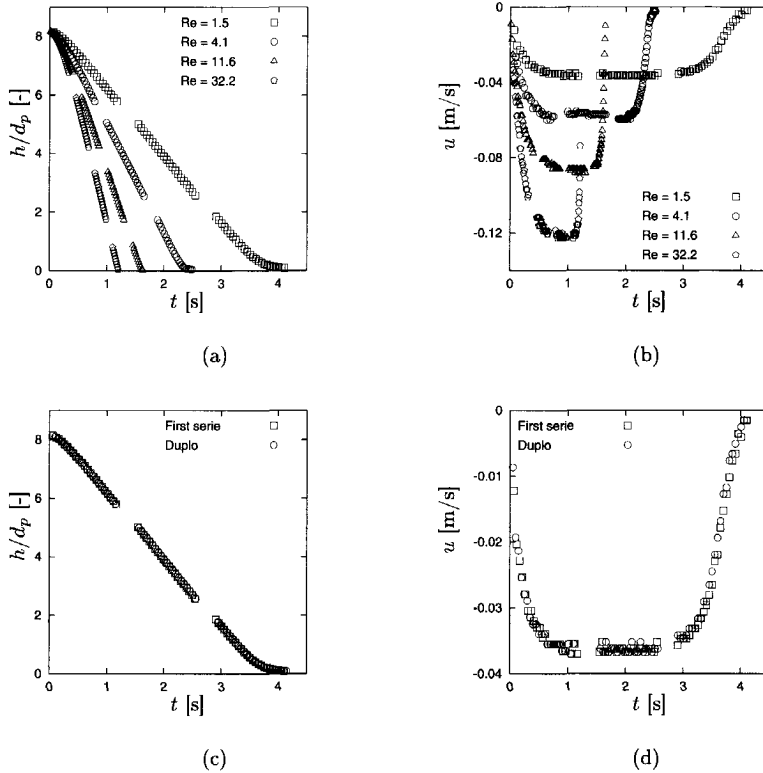 8
6
4
2
0
h/d_p [-]
Re = 1.5
Re = 4.1
Re = 11.6
Re = 32.2
0 1 2 3 4
t [s]
(a)
0
-0.04
-0.08
-0.12
u [m/s]
Re = 1.5
Re = 4.1
Re = 11.6
Re = 32.2
0 1 2 3 4
t [s]
(b)
8
6
4
2
0
h/d_p [-]
First serie
Duplo
0 1 2 3 4
t [s]
(c)
0
-0.01
-0.02
-0.03
-0.04
u [m/s]
First serie
Duplo
0 1 2 3 4
t [s]
(d)